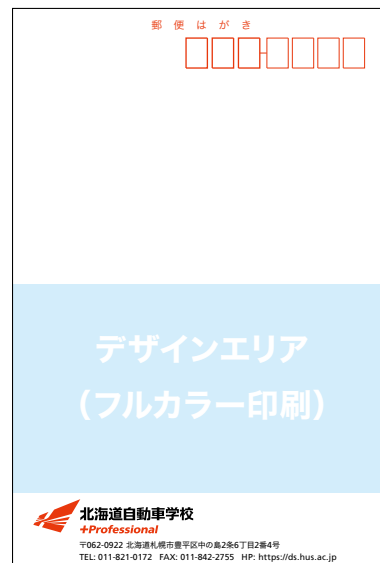 郵便はがき
デザインエリア
（フルカラー印刷）
北海道自動車学校
+Professional
〒062-0922 北海道札幌市豊平区中の島2条6丁目2番4号
TEL: 011-821-0172 FAX: 011-842-2755 HP: https://ds.hus.ac.jp